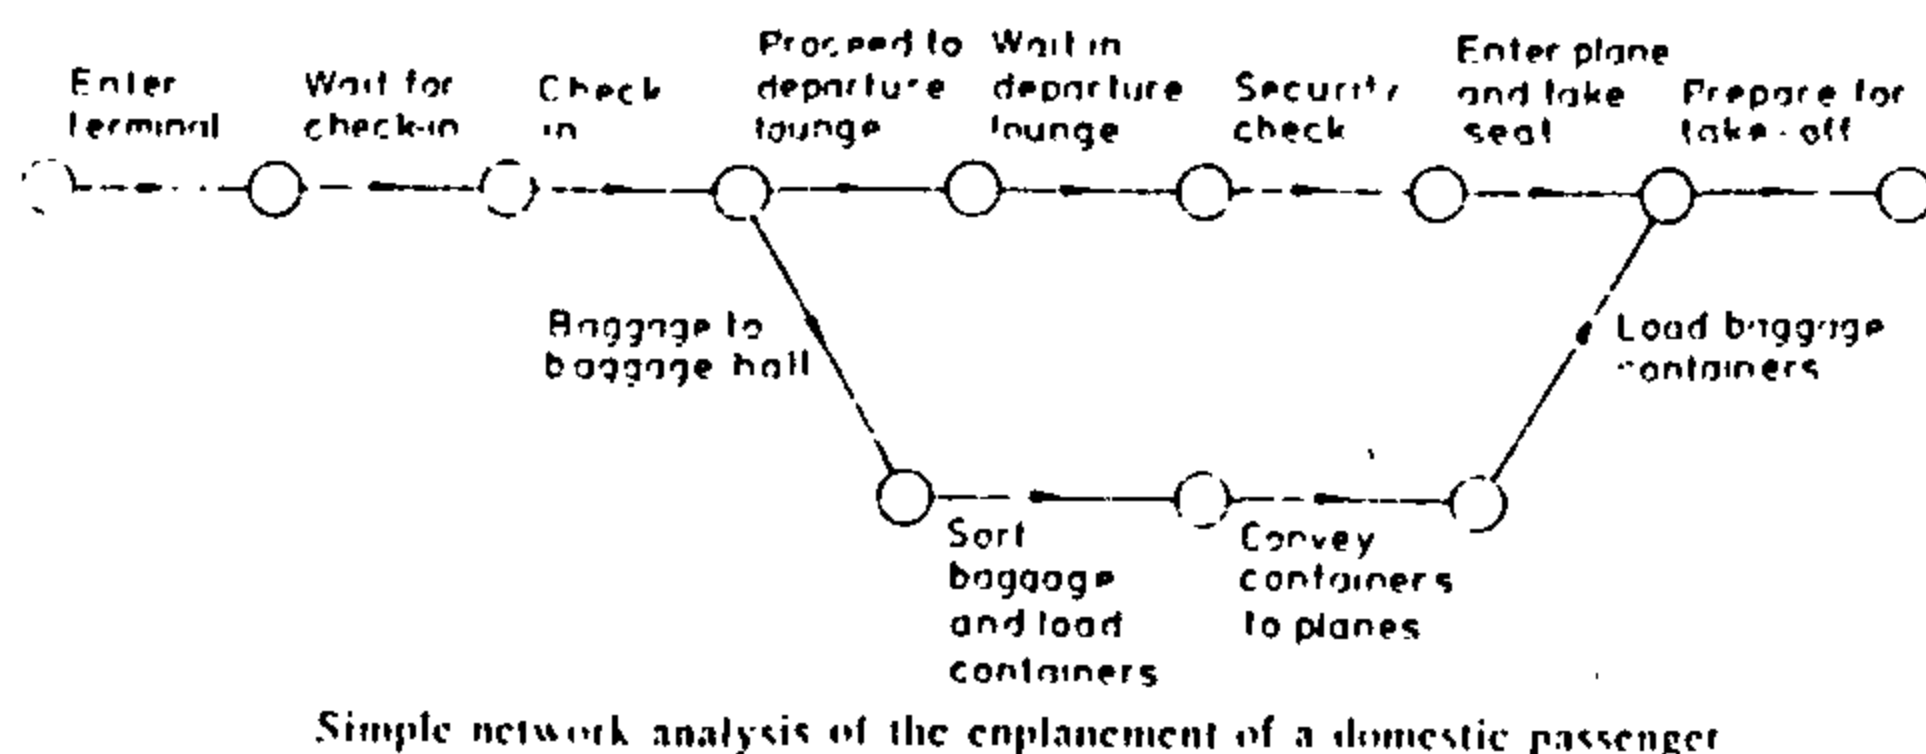 Enter
terminal
Wait for
check-in
Check
in
Proceed to
departure
lounge
Wait in
departure
lounge
Security
check
Enter plane
and take
seat
Prepare for
take-off
Baggage to
baggage hall
Load baggage
containers
Sort
baggage
and load
containers
Convey
containers
to planes
Simple network analysis of the enplanement of a domestic passenger